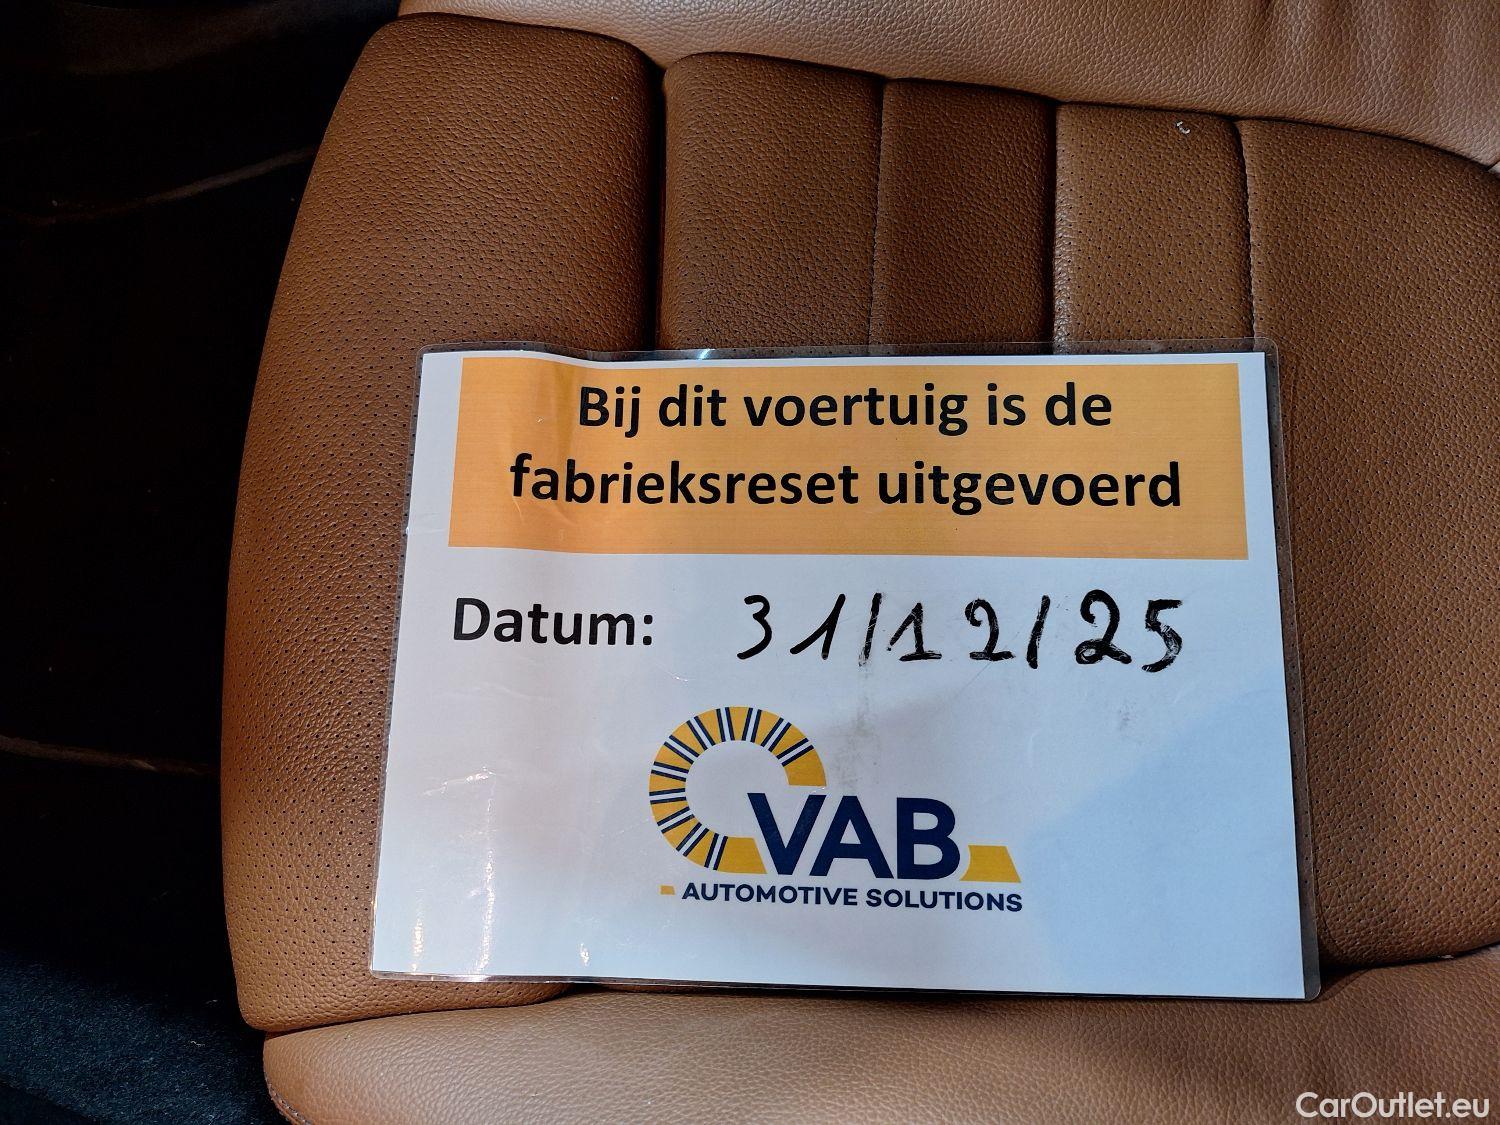 Bij dit voertuig is de
fabrieksreset uitgevoerd
Datum: 31/12/25
VAB
AUTOMOTIVE SOLUTIONS
CarOutlet.eu